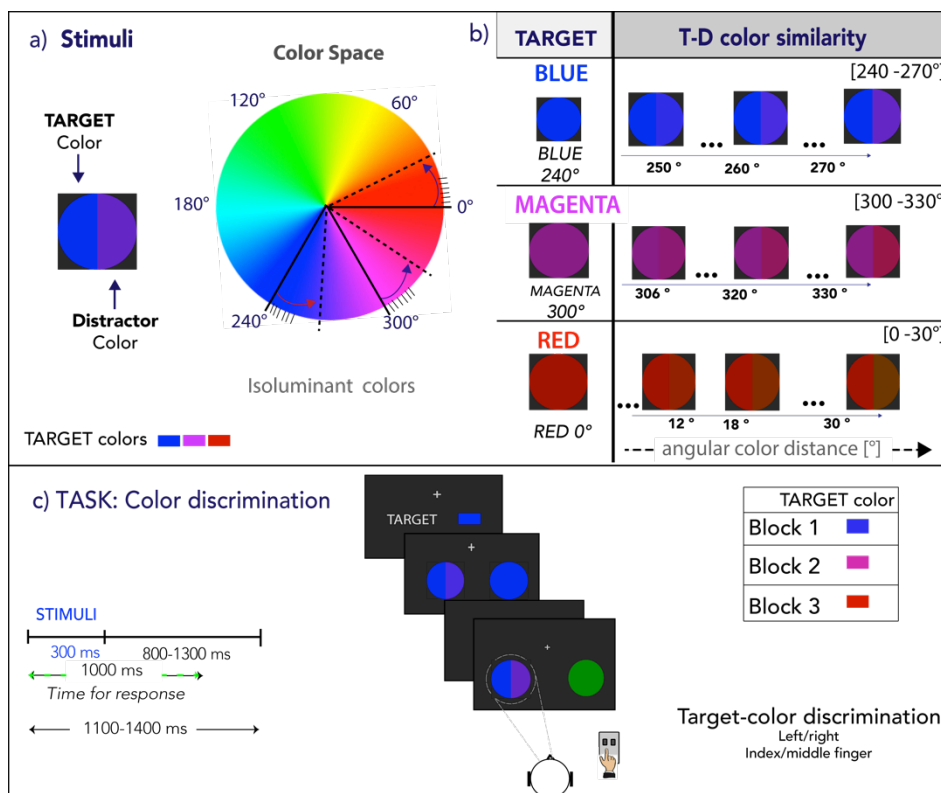 a) Stimuli
Color Space
120°
60°
TARGET
Color
180°
0°
Distractor
Color
240°
300°
Isoluminant colors
TARGET colors
b)
TARGET
T-D color similarity
BLUE
[240 -270°]
BLUE
240°
...
...
250 °
260 °
270 °
MAGENTA
[300 -330°]
MAGENTA
300°
...
...
306 °
320 °
330 °
RED
[0 -30°]
RED 0°
...
...
12 °
18 °
30 °
angular color distance [°]
c) TASK: Color discrimination
+
TARGET
+
+
STIMULI
300 ms
800-1300 ms
1000 ms
Time for response
1100-1400 ms
TARGET color
Block 1
Block 2
Block 3
Target-color discrimination
Left/right
Index/middle finger